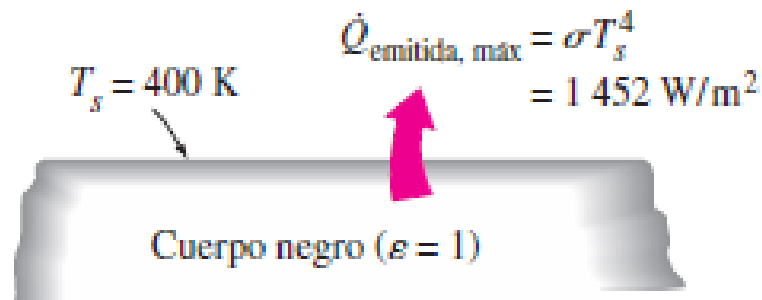 Q̇emitida, máx = σTs⁴
= 1 452 W/m²
Ts = 400 K
Cuerpo negro (ε = 1)